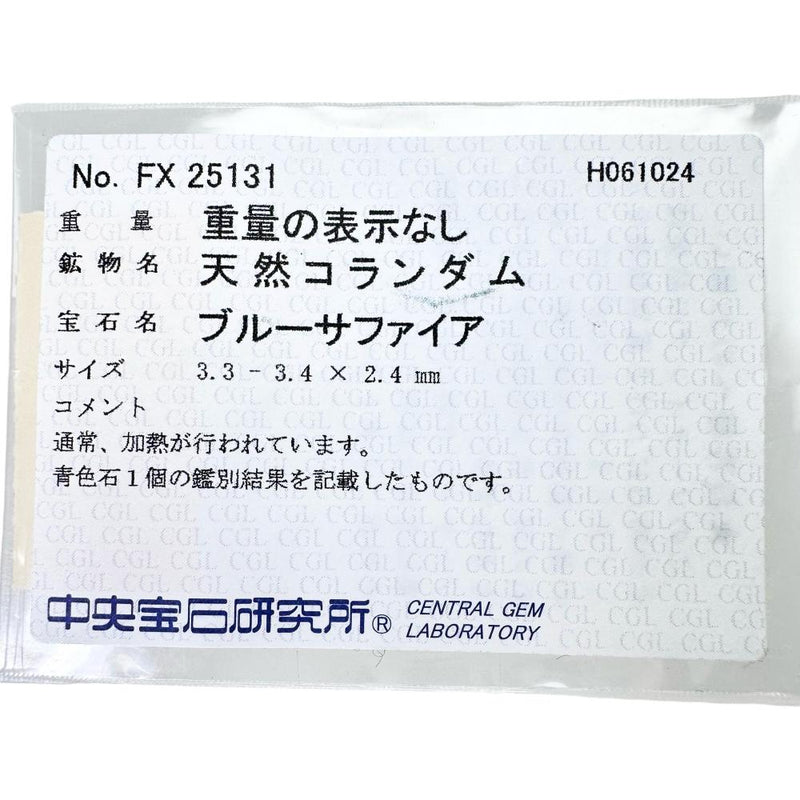 No. FX 25131 H061024
重量 重量の表示なし
鉱物名 天然コランダム
宝石名 ブルーサファイア
サイズ 3.3 - 3.4 × 2.4 mm
コメント
通常、加熱が行われています。
青色石1個の鑑別結果を記載したものです。
中央宝石研究所® CENTRAL GEM
LABORATORY